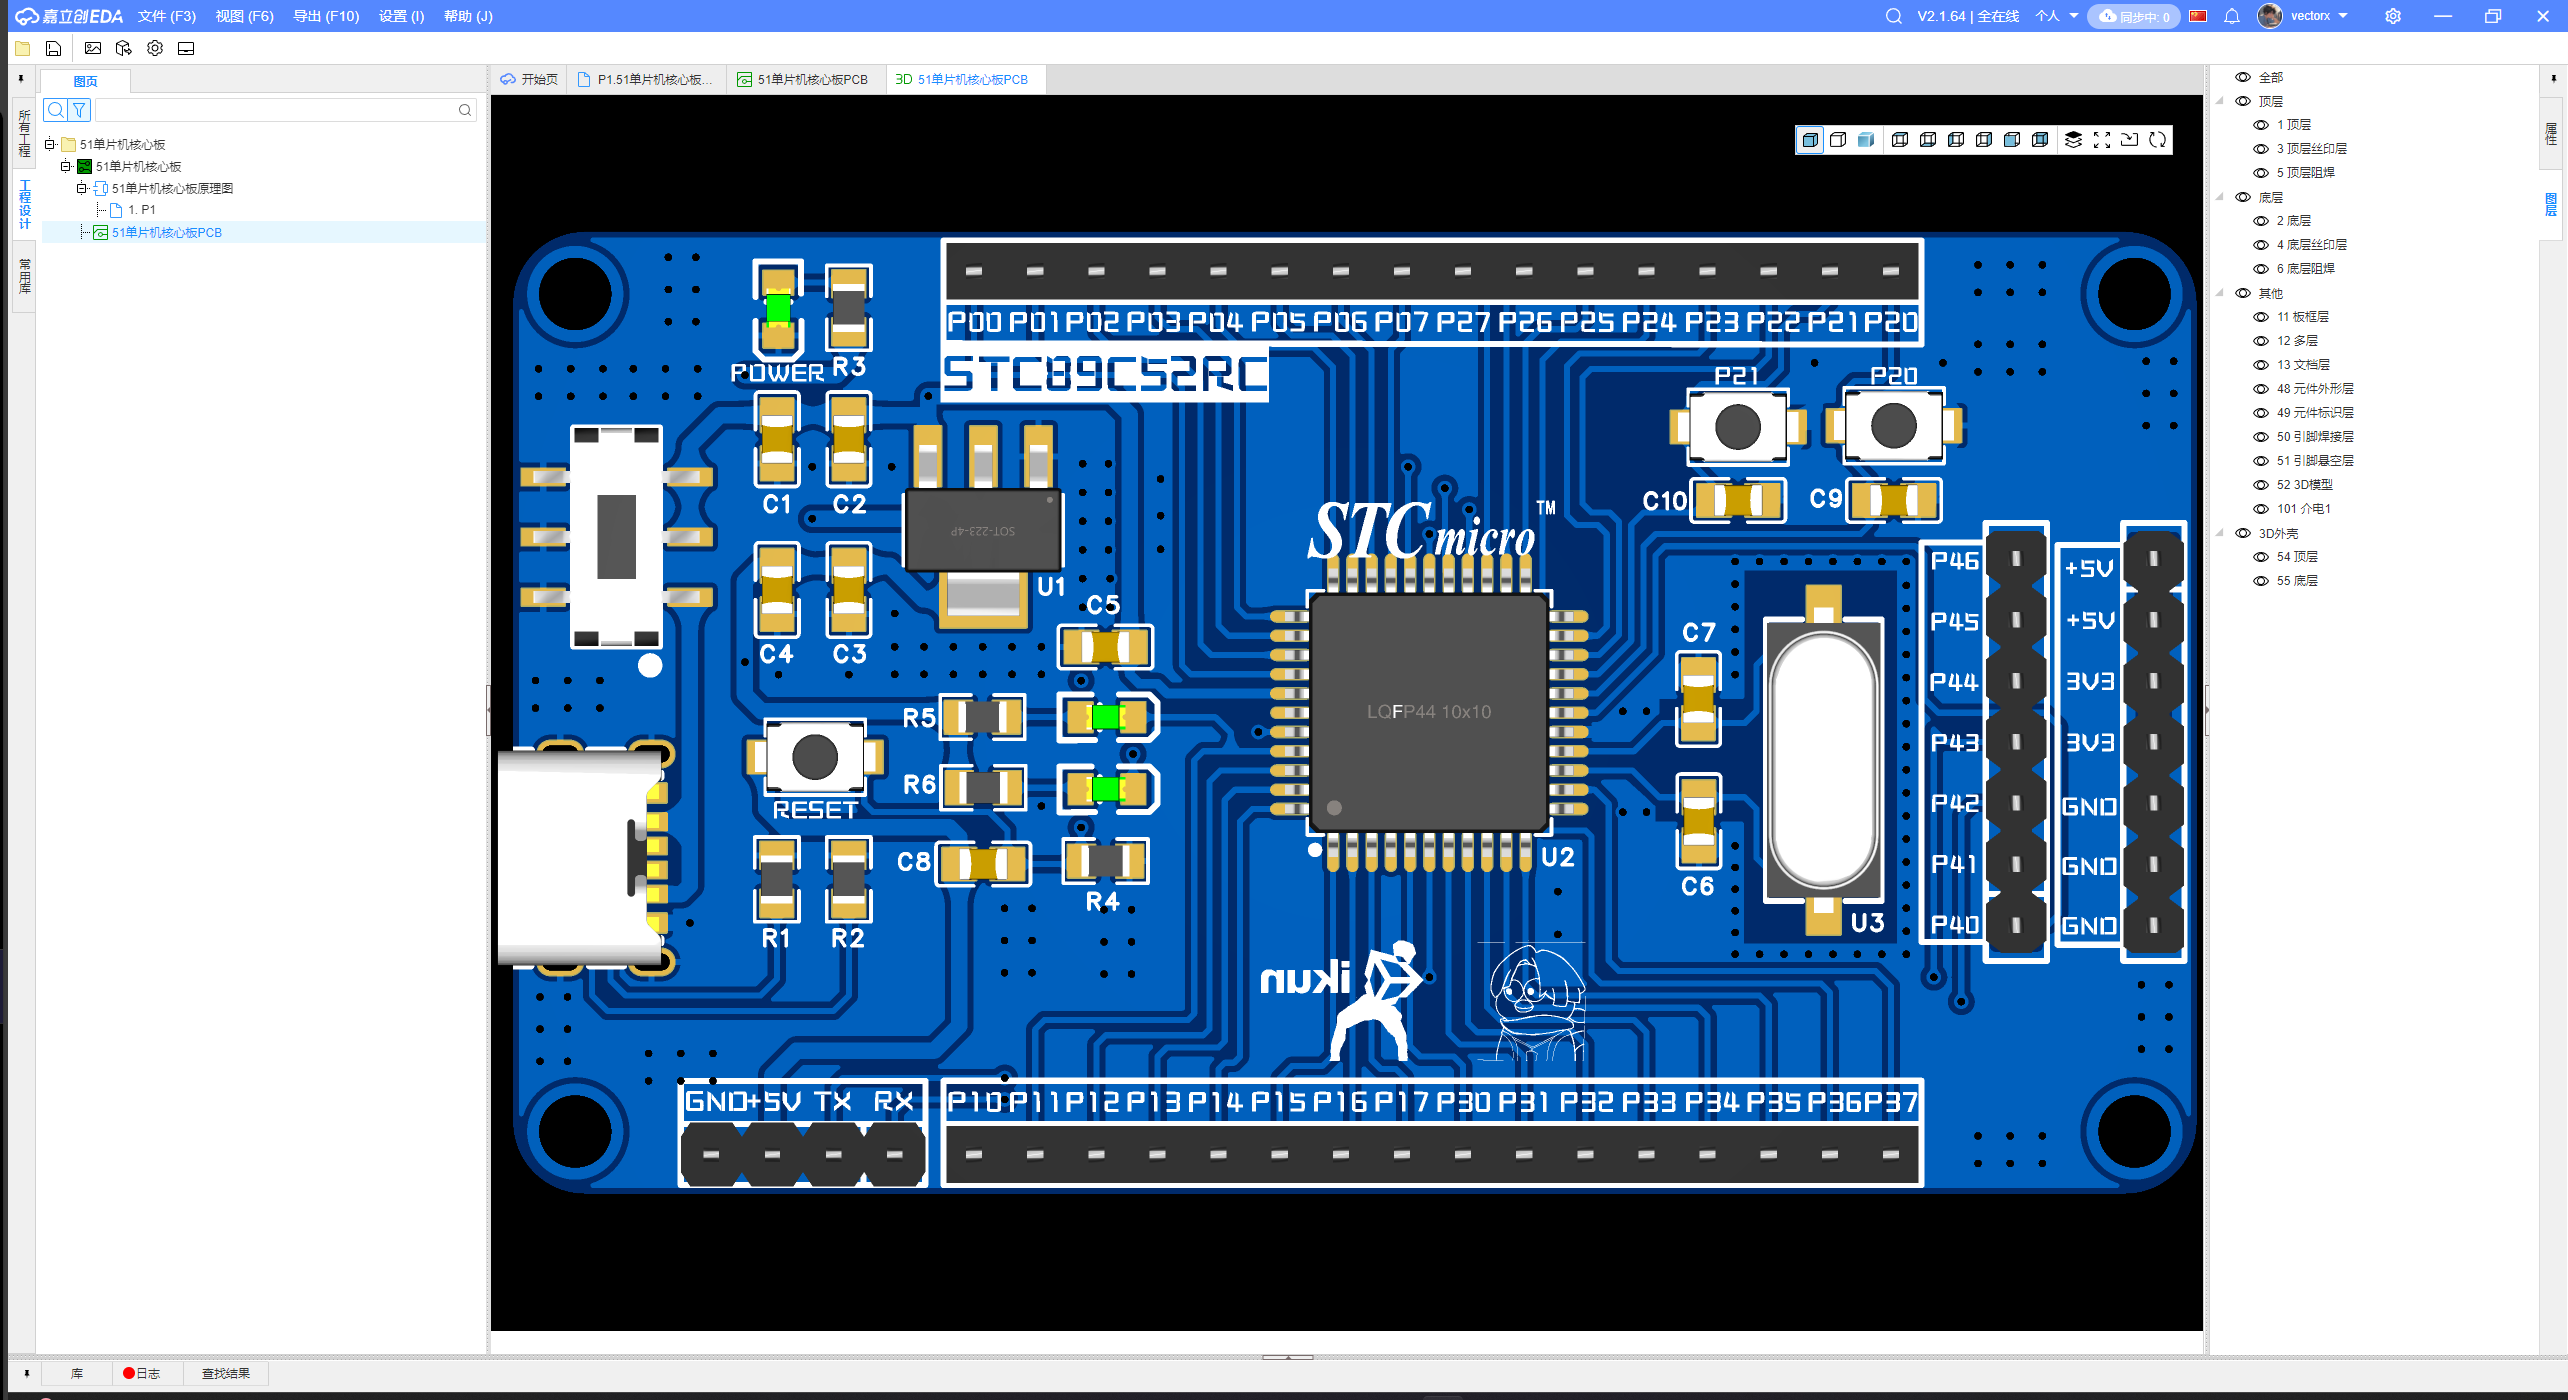 嘉立创EDA 文件 (F3) 视图 (F6) 导出 (F10) 设置 (I) 帮助 (J) V2.1.64 | 全在线 个人 同步中: 0 vectorx
图页
所有工程
工程设计
常用库
51单片机核心板
51单片机核心板
51单片机核心板原理图
1. P1
51单片机核心板PCB
开始页 P1.51单片机核心板... 51单片机核心板PCB 3D 51单片机核心板PCB
P00 P01 P02 P03 P04 P05 P06 P07 P27 P26 P25 P24 P23 P22 P21 P20
STC89C52RC
POWER R3
P21 P20
C1 C2
C10 C9
SOT-223-4P
U1
STC micro TM
C4 C3 C5
C7
LQFP44 10x10
R5
R6
RESET
C8
R4
U2
C6
U3
R1 R2
P46 +5V
P45 +5V
P44 3V3
P43 3V3
P42 GND
P41 GND
P40 GND
ikun
GND +5V TX RX P10 P11 P12 P13 P14 P15 P16 P17 P30 P31 P32 P33 P34 P35 P36 P37
全部
顶层
1 顶层
3 顶层丝印层
5 顶层阻焊
底层
2 底层
4 底层丝印层
6 底层阻焊
其他
11 板框层
12 多层
13 文档层
48 元件外形层
49 元件标识层
50 引脚焊接层
51 引脚悬空层
52 3D模型
101 介电1
3D外壳
54 顶层
55 底层
属性
图层
库 日志 查找结果